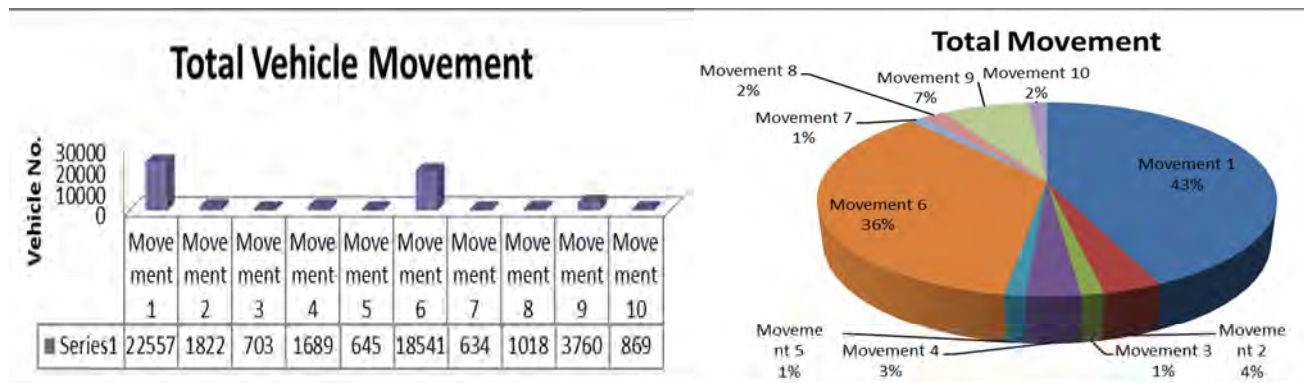 Total Vehicle Movement
Vehicle No.
30000
20000
10000
0
Move Move Move Move Move Move Move Move Move Move
ment ment ment ment ment ment ment ment ment ment
1 2 3 4 5 6 7 8 9 10
Series1 22557 1822 703 1689 645 18541 634 1018 3760 869
Total Movement
Movement 8
2%
Movement 9
7%
Movement 10
2%
Movement 7
1%
Movement 1
43%
Movement 6
36%
Moveme
nt 5
1%
Movement 4
3%
Movement 3
1%
Moveme
nt 2
4%